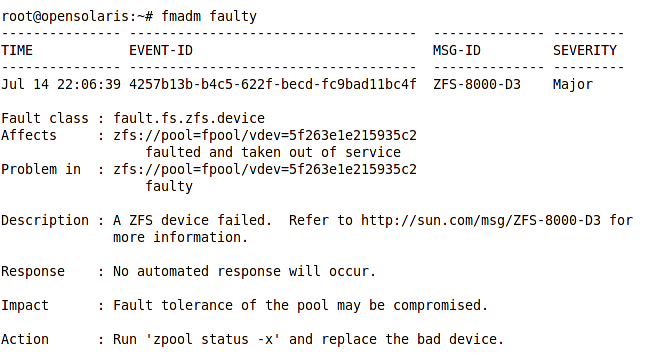 root@opensolaris:~# fmadm faulty
--------------- ------------------------------------  -------------- ---------
TIME            EVENT-ID                              MSG-ID         SEVERITY
--------------- ------------------------------------  -------------- ---------
Jul 14 22:06:39 4257b13b-b4c5-622f-becd-fc9bad11bc4f  ZFS-8000-D3    Major
Fault class : fault.fs.zfs.device
Affects     : zfs://pool=fpool/vdev=5f263e1e215935c2
                  faulted and taken out of service
Problem in  : zfs://pool=fpool/vdev=5f263e1e215935c2
                  faulty
Description : A ZFS device failed.  Refer to http://sun.com/msg/ZFS-8000-D3 for
              more information.
Response    : No automated response will occur.
Impact      : Fault tolerance of the pool may be compromised.
Action      : Run 'zpool status -x' and replace the bad device.